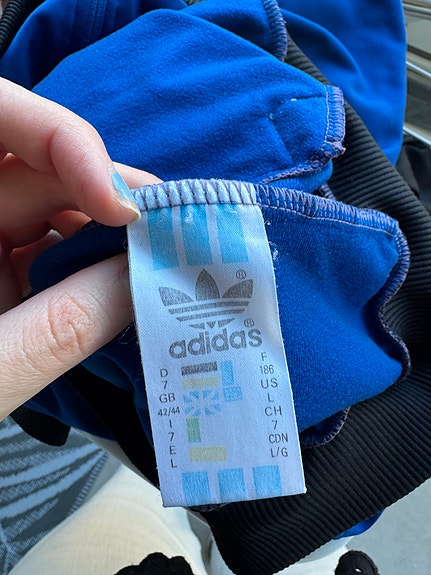 ®
adidas®
D F
7 186
GB US
42/44 L
I CH
7 7
E CDN
L L/G